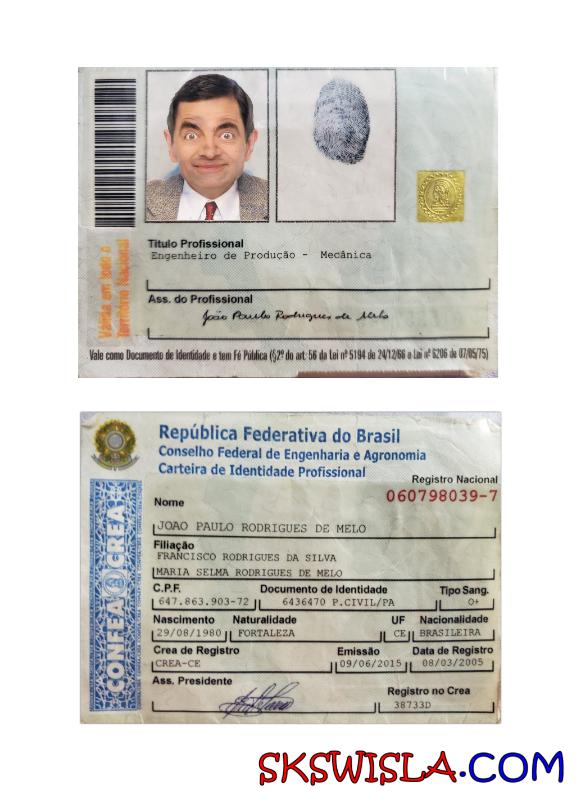 Válida em todo o
Território Nacional
Titulo Profissional
Engenheiro de Produção - Mecânica
Ass. do Profissional
João Paulo Rodrigues de Melo
Vale como Documento de Identidade e tem Fé Pública (§2º do art. 56 da Lei nº 5194 de 24/12/66 e Lei nº 6206 de 07/05/75)
República Federativa do Brasil
Conselho Federal de Engenharia e Agronomia
Carteira de Identidade Profissional
Registro Nacional
060798039-7
CONFEA CREA
Nome
JOAO PAULO RODRIGUES DE MELO
Filiação
FRANCISCO RODRIGUES DA SILVA
MARIA SELMA RODRIGUES DE MELO
C.P.F. Documento de Identidade Tipo Sang.
647.863.903-72 6436470 P.CIVIL/PA O+
Nascimento Naturalidade UF Nacionalidade
29/08/1980 FORTALEZA CE BRASILEIRA
Crea de Registro Emissão Data de Registro
CREA-CE 09/06/2015 08/03/2005
Ass. Presidente Registro no Crea
38733D
SKSWISLA.COM